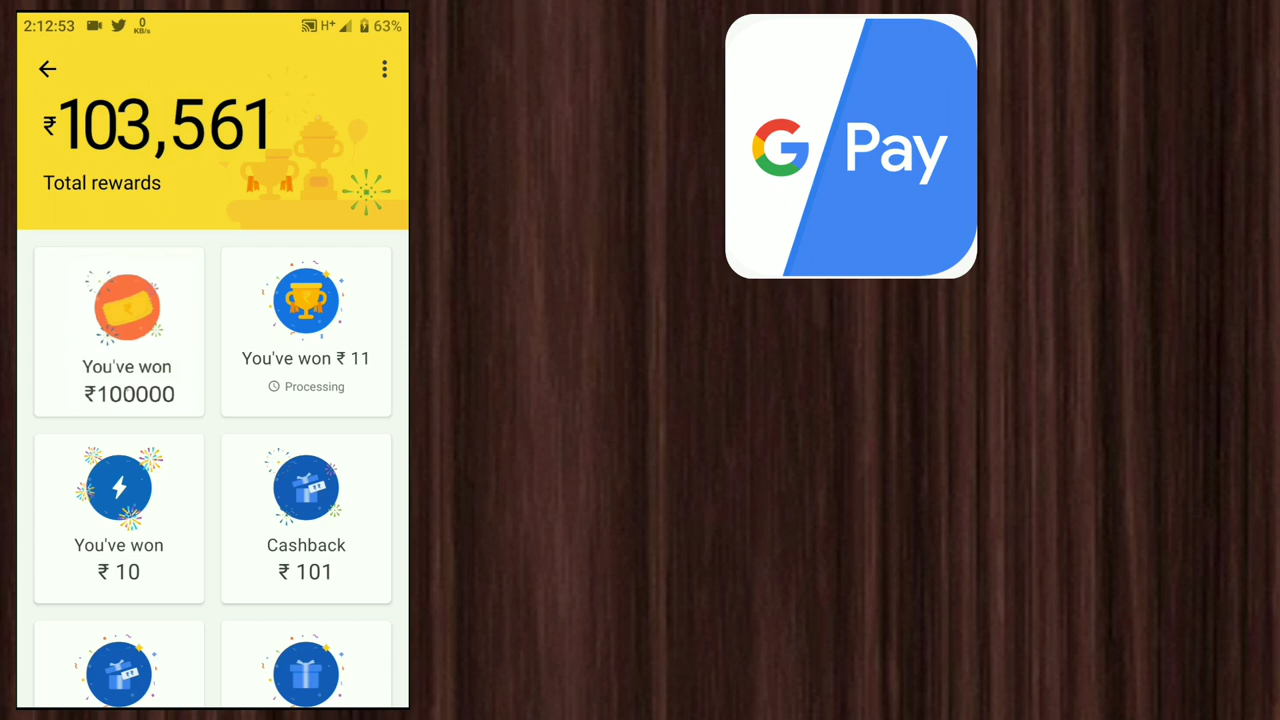 2:12:53 0 KB/s H+ 63%
₹103,561
Total rewards
You've won
₹100000
You've won ₹ 11
Processing
You've won
₹ 10
Cashback
₹ 101
G Pay